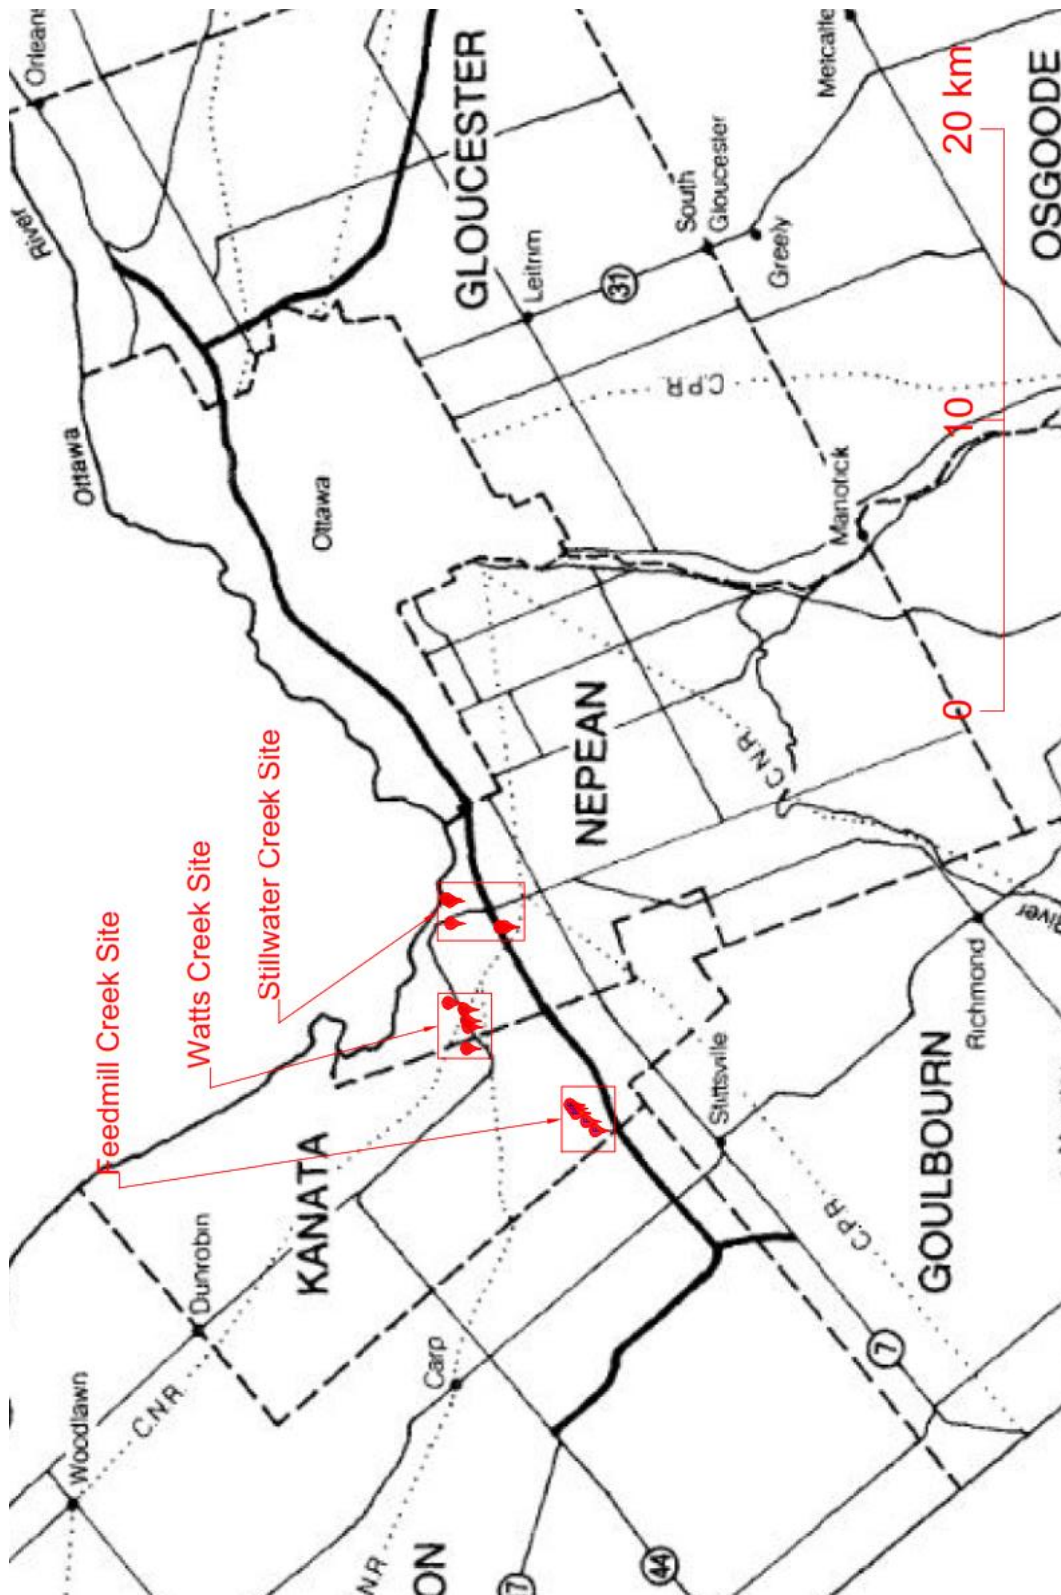 Orleans
River
Ottawa
Woodlawn
Feedmill Creek Site
C.N.R.
Dunrobin
Watts Creek Site
Stillwater Creek Site
KANATA
Ottawa
N.R.
Carp
ON
GLOUCESTER
7
Leitrim
NEPEAN
31
44
South
Gloucester
C.P.R.
Stittsville
C.N.R.
Greely
Metcalfe
Manotick
C.P.R.
7
GOULBOURN
Richmond
0 10 20 km
River
OSGOODE